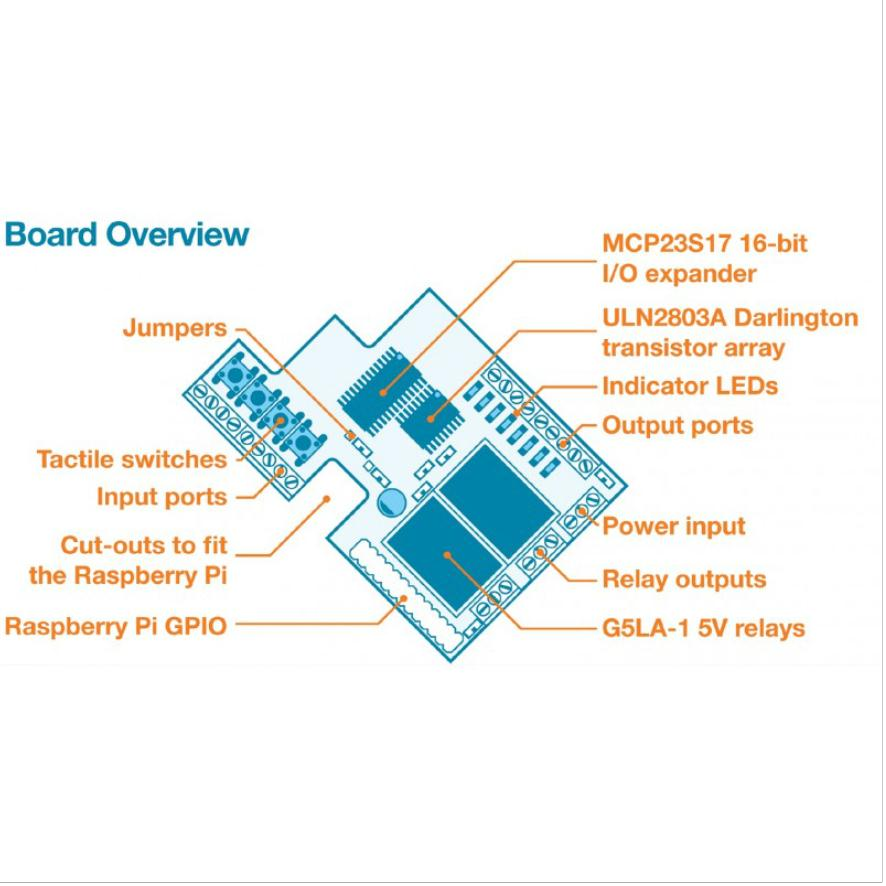 Board Overview
MCP23S17 16-bit
I/O expander
Jumpers
ULN2803A Darlington
transistor array
Indicator LEDs
Output ports
Tactile switches
Input ports
Power input
Cut-outs to fit
the Raspberry Pi
Relay outputs
Raspberry Pi GPIO
G5LA-1 5V relays